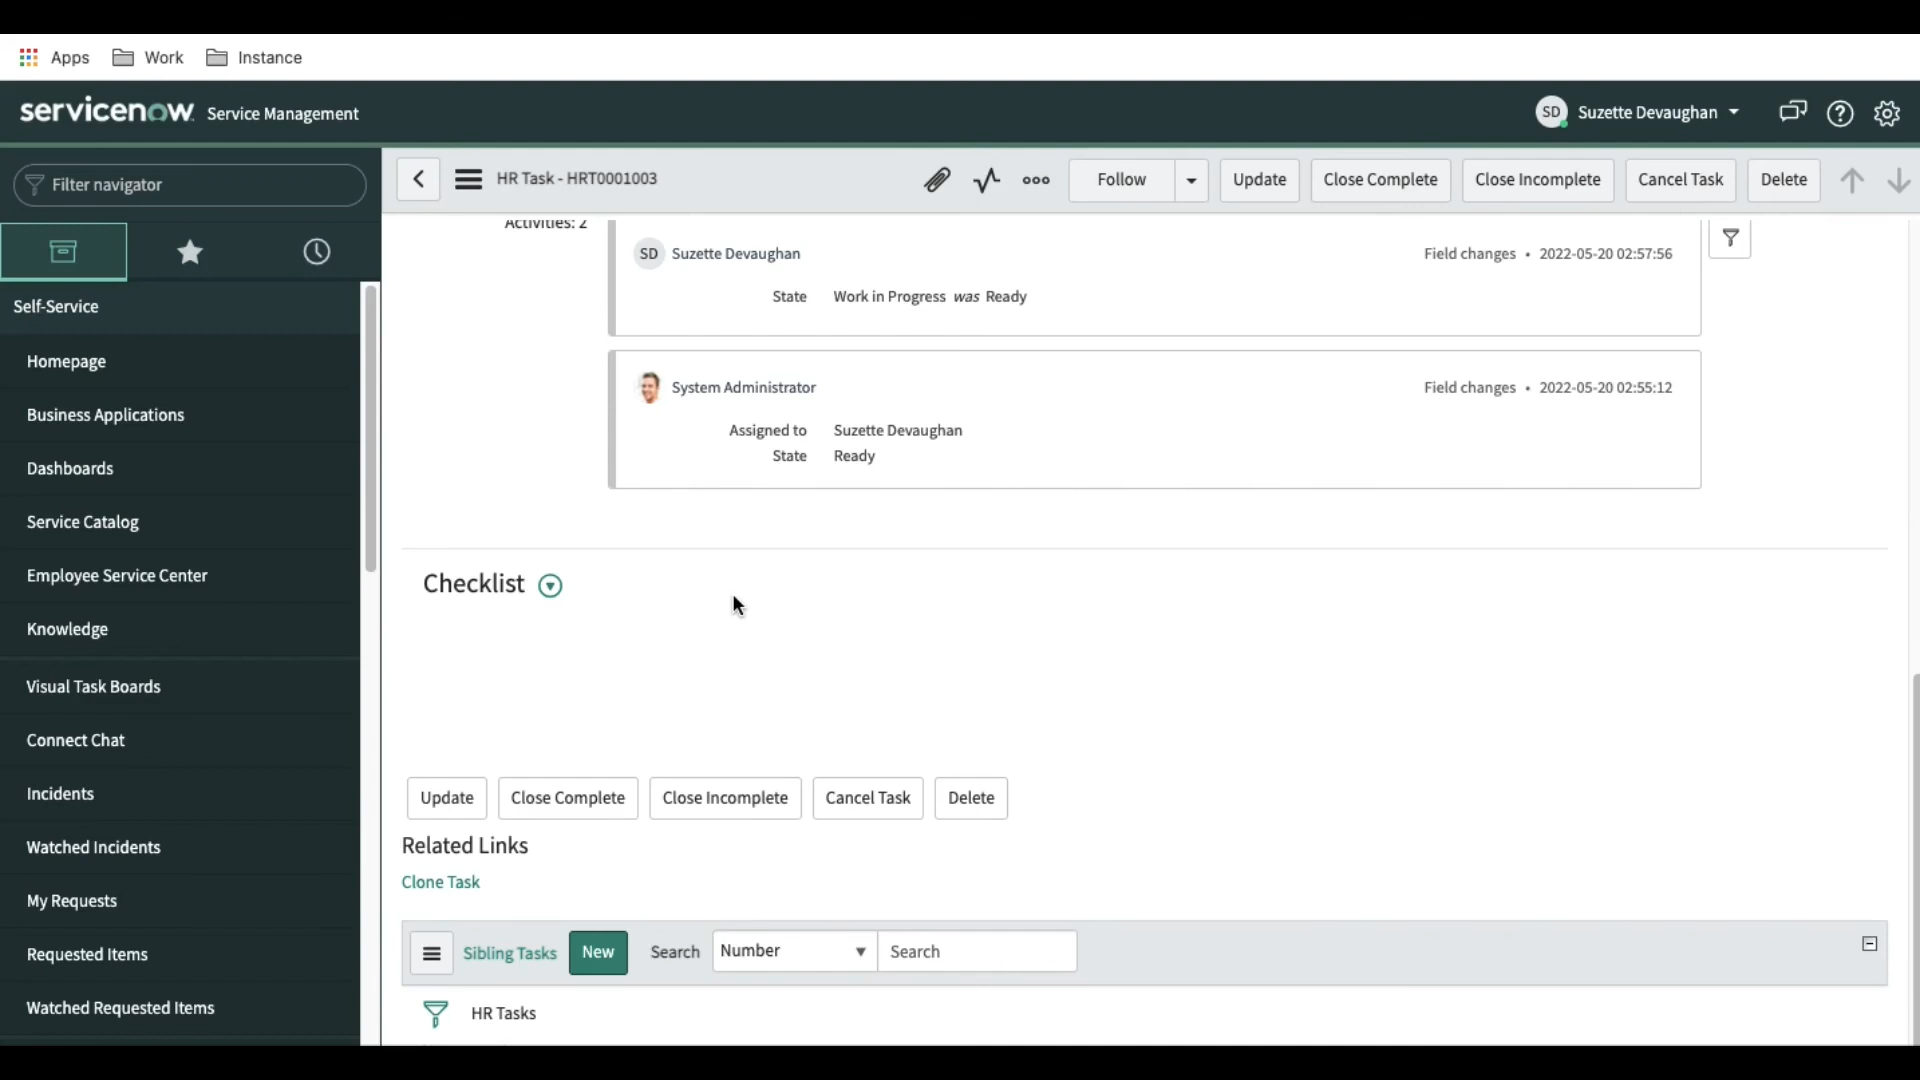 Apps Work Instance
servicenow. Service Management
SD Suzette Devaughan
Filter navigator
HR Task - HRT0001003
Follow Update Close Complete Close Incomplete Cancel Task Delete
Self-Service
Homepage
Business Applications
Dashboards
Service Catalog
Employee Service Center
Knowledge
Visual Task Boards
Connect Chat
Incidents
Watched Incidents
My Requests
Requested Items
Watched Requested Items
Activities: 2
SD Suzette Devaughan Field changes • 2022-05-20 02:57:56
State Work in Progress was Ready
System Administrator Field changes • 2022-05-20 02:55:12
Assigned to Suzette Devaughan
State Ready
Checklist
Update Close Complete Close Incomplete Cancel Task Delete
Related Links
Clone Task
Sibling Tasks New Search Number Search
HR Tasks